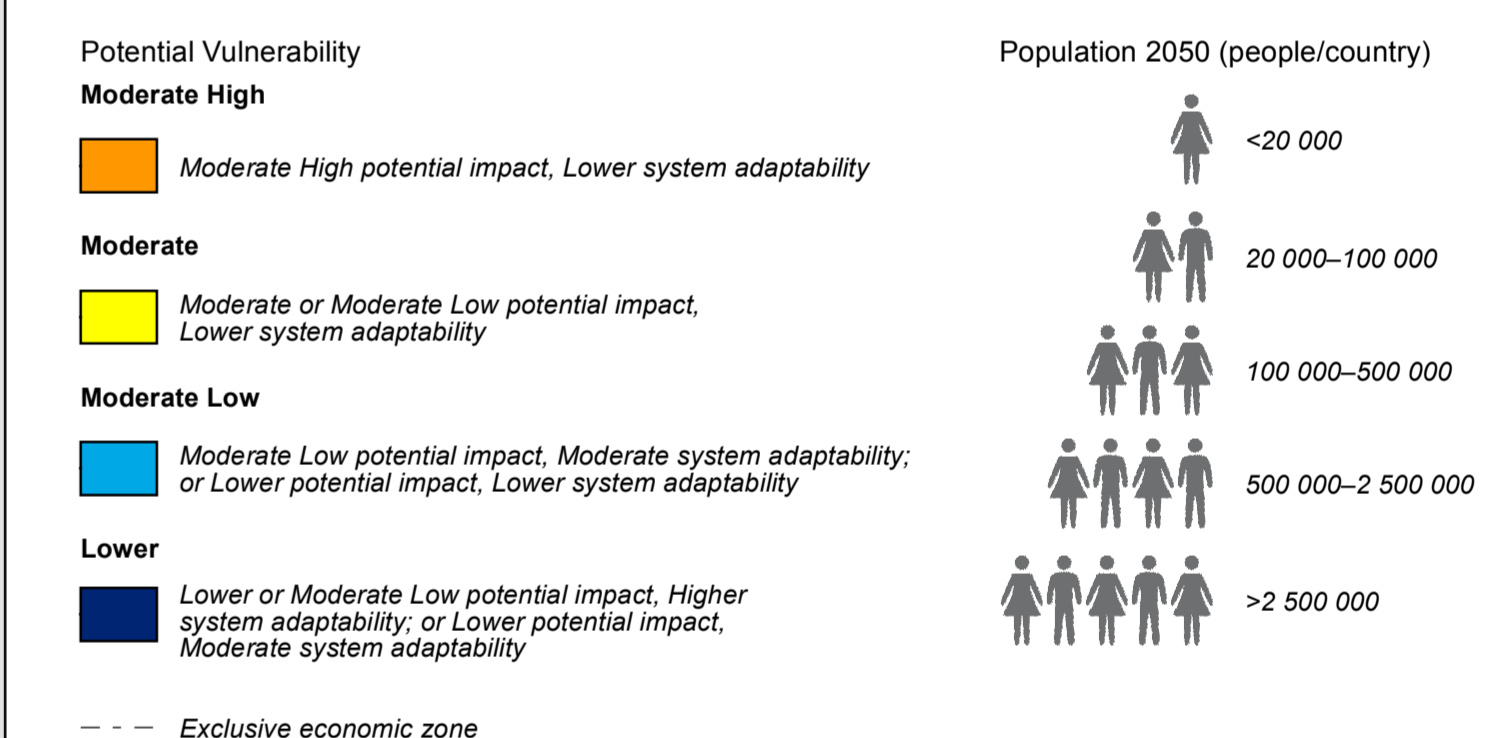 Potential Vulnerability
Moderate High
Moderate High potential impact, Lower system adaptability
Moderate
Moderate or Moderate Low potential impact,
Lower system adaptability
Moderate Low
Moderate Low potential impact, Moderate system adaptability;
or Lower potential impact, Lower system adaptability
Lower
Lower or Moderate Low potential impact, Higher
system adaptability; or Lower potential impact,
Moderate system adaptability
Exclusive economic zone
Population 2050 (people/country)
<20 000
20 000–100 000
100 000–500 000
500 000–2 500 000
>2 500 000